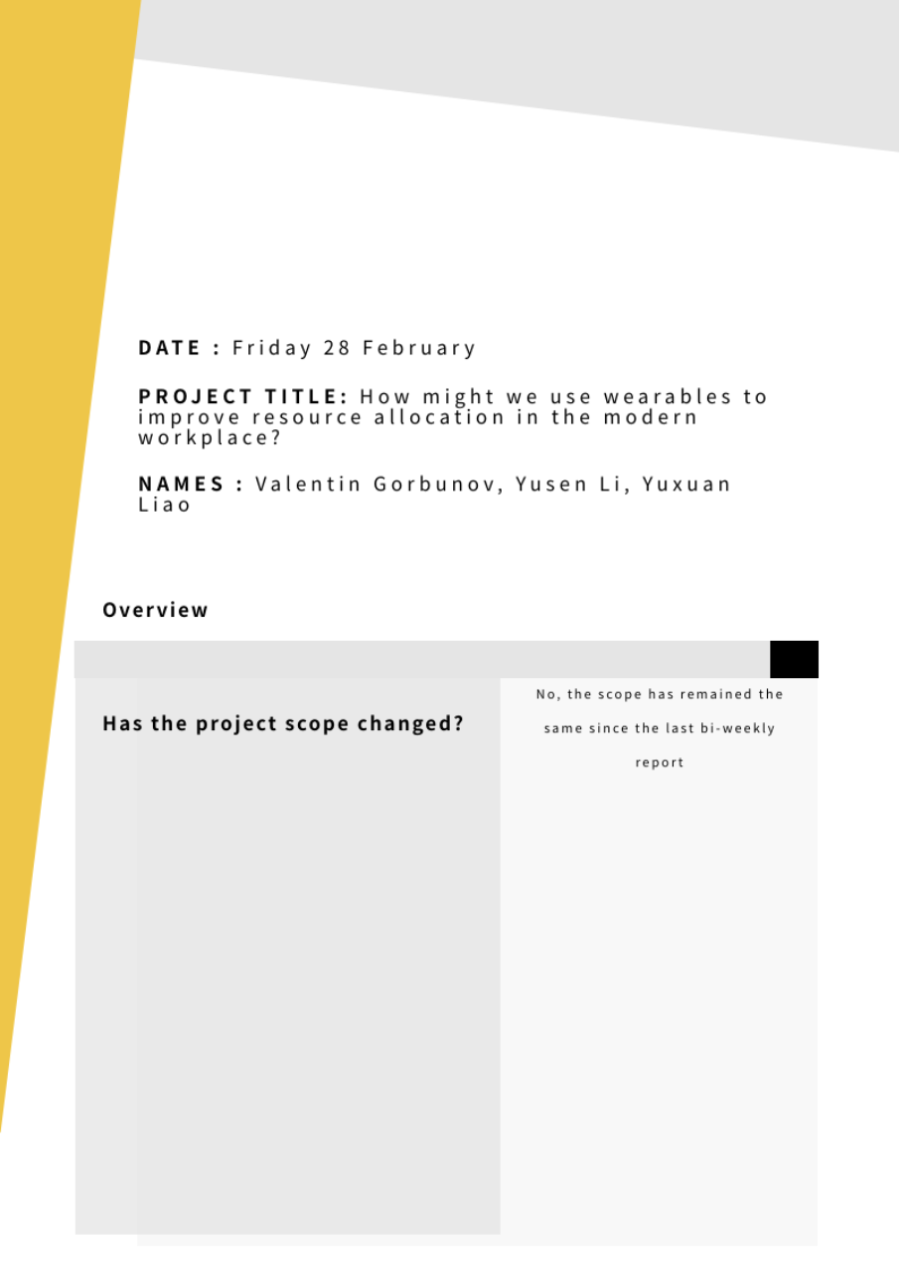 DATE : Friday 28 February
PROJECT TITLE: How might we use wearables to
improve resource allocation in the modern
workplace?
NAMES : Valentin Gorbunov, Yusen Li, Yuxuan
Liao
Overview
Has the project scope changed?
No, the scope has remained the
same since the last bi-weekly
report